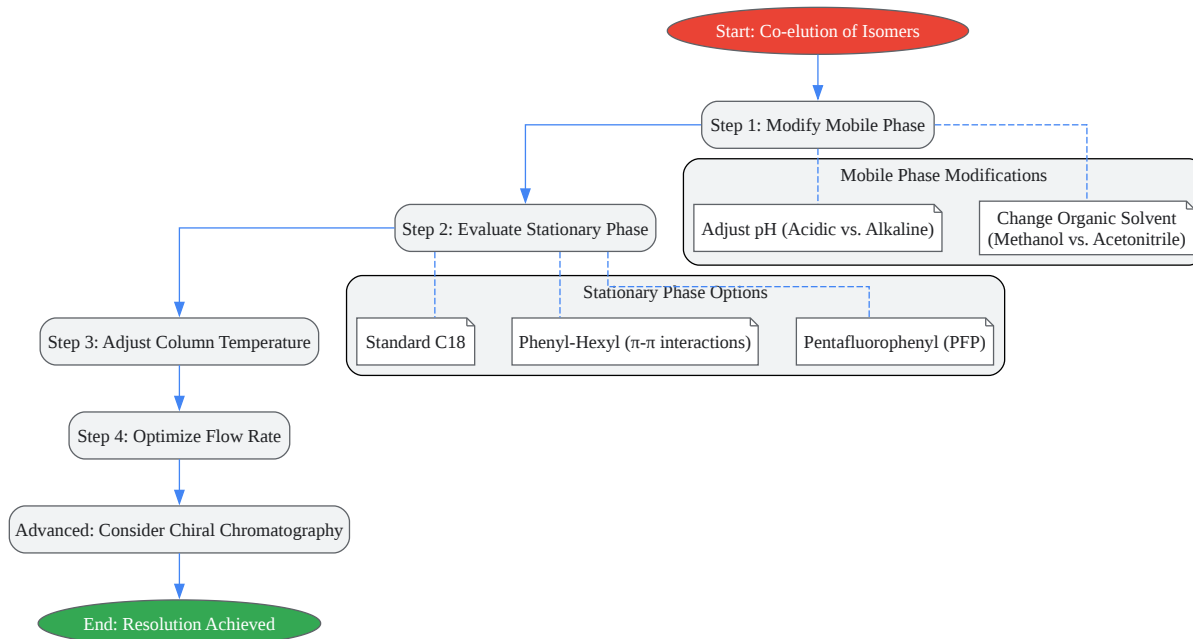 Start: Co-elution of Isomers
Step 1: Modify Mobile Phase
Mobile Phase Modifications
Adjust pH (Acidic vs. Alkaline)
Change Organic Solvent
(Methanol vs. Acetonitrile)
Step 2: Evaluate Stationary Phase
Stationary Phase Options
Standard C18
Phenyl-Hexyl (π-π interactions)
Pentafluorophenyl (PFP)
Step 3: Adjust Column Temperature
Step 4: Optimize Flow Rate
Advanced: Consider Chiral Chromatography
End: Resolution Achieved